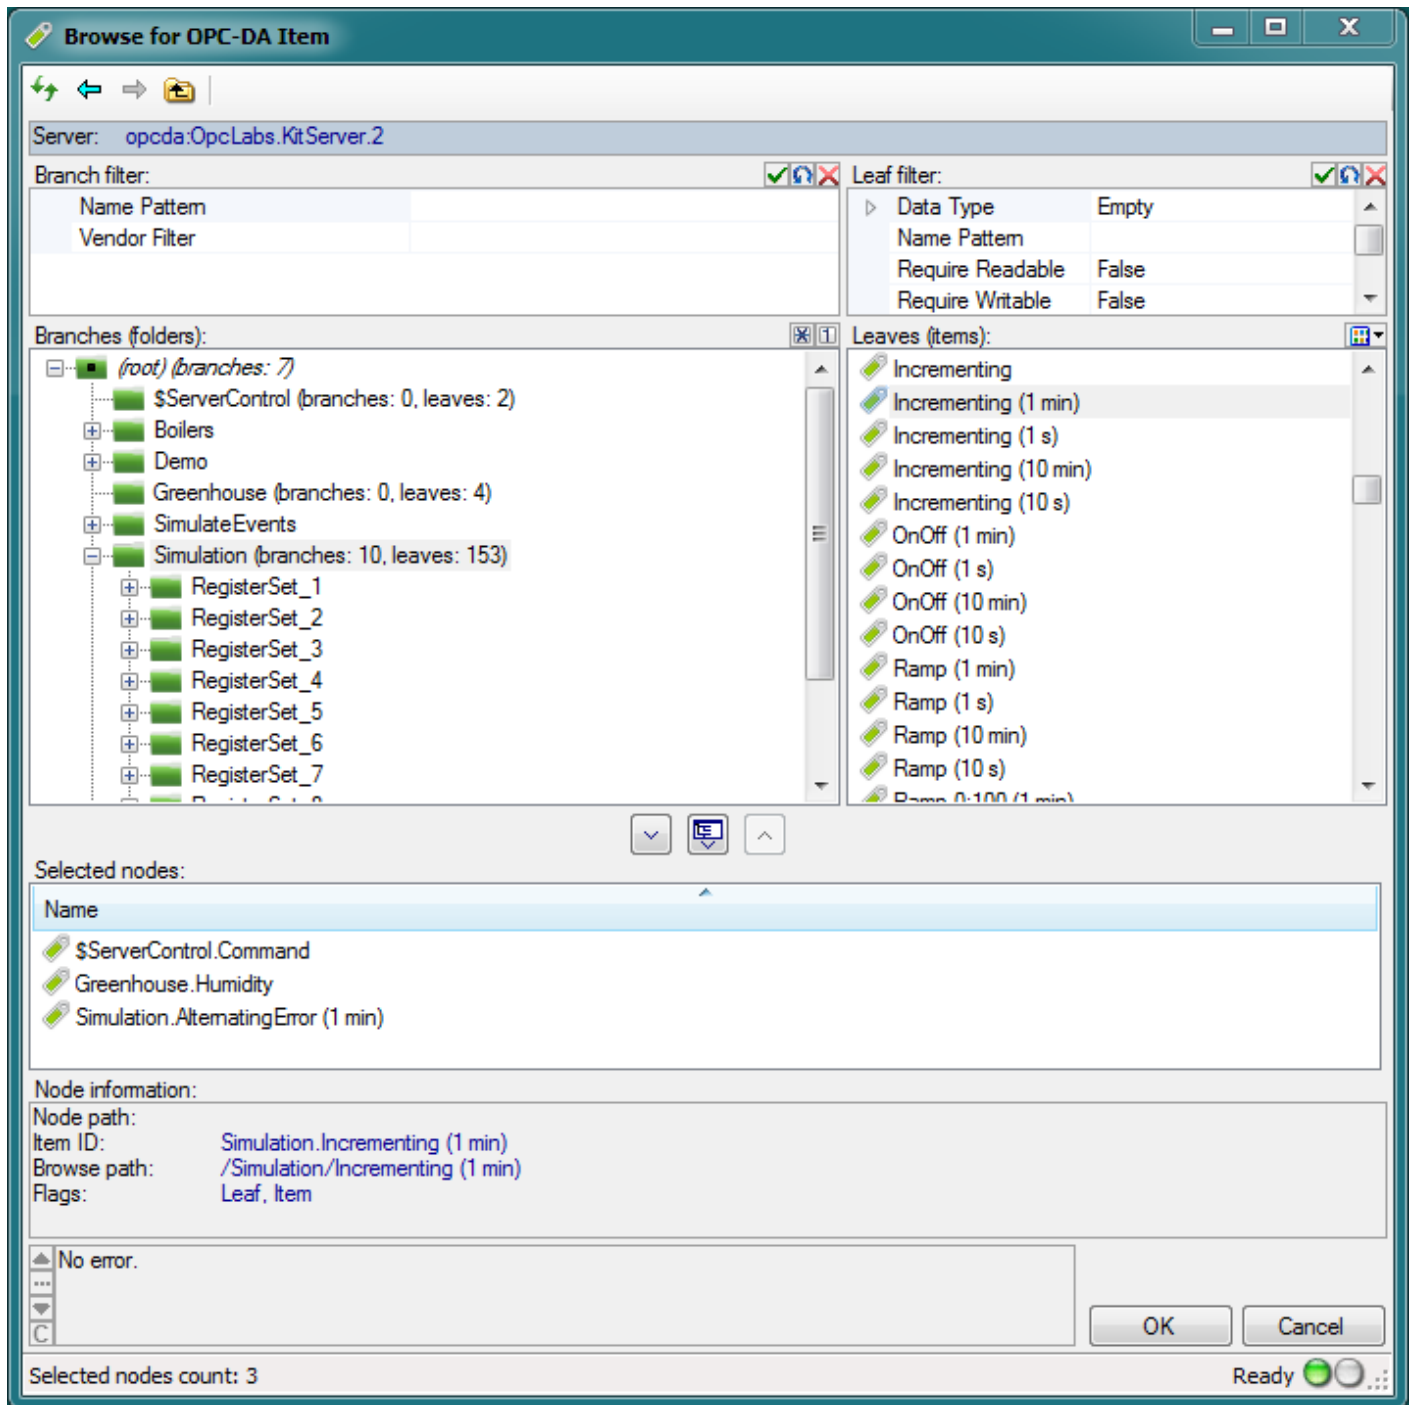 Browse for OPC-DA Item
Server: opcda:OpcLabs.KitServer.2
Branch filter:
Name Pattern
Vendor Filter
Leaf filter:
Data Type Empty
Name Pattern
Require Readable False
Require Writable False
Branches (folders):
(root) (branches: 7)
$ServerControl (branches: 0, leaves: 2)
Boilers
Demo
Greenhouse (branches: 0, leaves: 4)
SimulateEvents
Simulation (branches: 10, leaves: 153)
RegisterSet_1
RegisterSet_2
RegisterSet_3
RegisterSet_4
RegisterSet_5
RegisterSet_6
RegisterSet_7
1
Leaves (items):
Incrementing
Incrementing (1 min)
Incrementing (1 s)
Incrementing (10 min)
Incrementing (10 s)
OnOff (1 min)
OnOff (1 s)
OnOff (10 min)
OnOff (10 s)
Ramp (1 min)
Ramp (1 s)
Ramp (10 min)
Ramp (10 s)
Ramp 0:100 (1 min)
Selected nodes:
Name
$ServerControl.Command
Greenhouse.Humidity
Simulation.AlternatingError (1 min)
Node information:
Node path:
Item ID: Simulation.Incrementing (1 min)
Browse path: /Simulation/Incrementing (1 min)
Flags: Leaf, Item
No error.
C
OK Cancel
Selected nodes count: 3
Ready